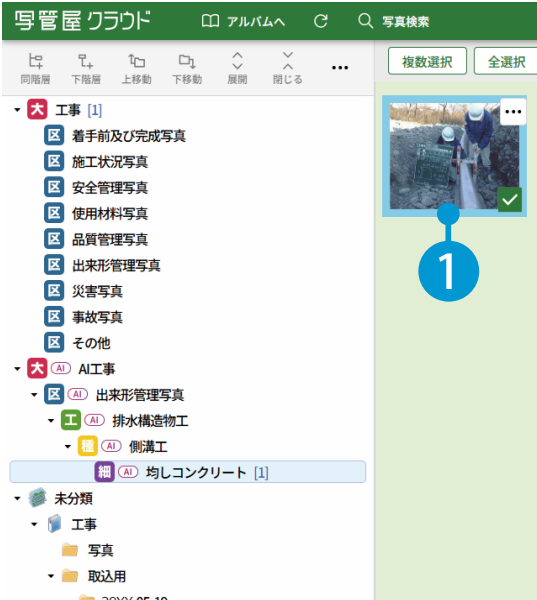 写管屋クラウド アルバムへ 写真検索
同階層 下階層 上移動 下移動 展開 閉じる
複数選択 全選択
大 工事 [1]
区 着手前及び完成写真
区 施工状況写真
区 安全管理写真
区 使用材料写真
区 品質管理写真
区 出来形管理写真
区 災害写真
区 事故写真
区 その他
大 AI AI工事
区 AI 出来形管理写真
工 AI 排水構造物工
種 AI 側溝工
細 AI 均しコンクリート [1]
未分類
工事
写真
取込用
1